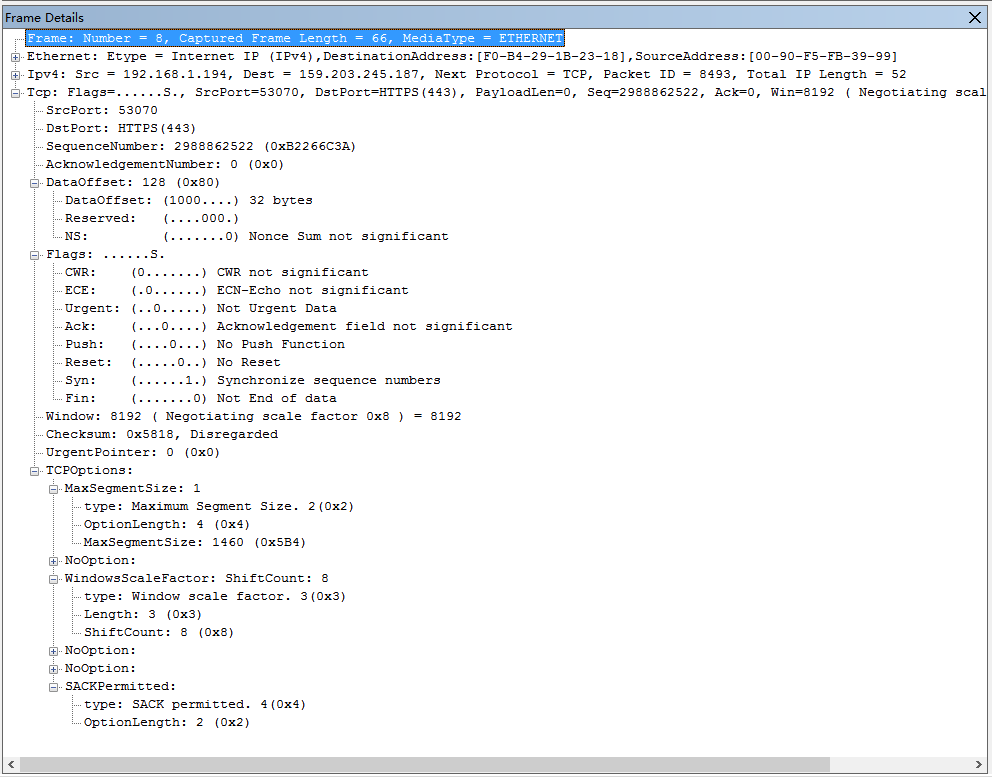 Frame Details
Frame: Number = 8, Captured Frame Length = 66, MediaType = ETHERNET
Ethernet: Etype = Internet IP (IPv4),DestinationAddress:[F0-B4-29-1B-23-18],SourceAddress:[00-90-F5-FB-39-99]
Ipv4: Src = 192.168.1.194, Dest = 159.203.245.187, Next Protocol = TCP, Packet ID = 8493, Total IP Length = 52
Tcp: Flags=......S., SrcPort=53070, DstPort=HTTPS(443), PayloadLen=0, Seq=2988862522, Ack=0, Win=8192 ( Negotiating scal
SrcPort: 53070
DstPort: HTTPS(443)
SequenceNumber: 2988862522 (0xB2266C3A)
AcknowledgementNumber: 0 (0x0)
DataOffset: 128 (0x80)
DataOffset: (1000....) 32 bytes
Reserved: (....000.)
NS: (.......0) Nonce Sum not significant
Flags: ......S.
CWR: (0.......) CWR not significant
ECE: (.0......) ECN-Echo not significant
Urgent: (..0.....) Not Urgent Data
Ack: (...0....) Acknowledgement field not significant
Push: (....0...) No Push Function
Reset: (.....0..) No Reset
Syn: (......1.) Synchronize sequence numbers
Fin: (.......0) Not End of data
Window: 8192 ( Negotiating scale factor 0x8 ) = 8192
Checksum: 0x5818, Disregarded
UrgentPointer: 0 (0x0)
TCPOptions:
MaxSegmentSize: 1
type: Maximum Segment Size. 2(0x2)
OptionLength: 4 (0x4)
MaxSegmentSize: 1460 (0x5B4)
NoOption:
WindowsScaleFactor: ShiftCount: 8
type: Window scale factor. 3(0x3)
Length: 3 (0x3)
ShiftCount: 8 (0x8)
NoOption:
NoOption:
SACKPermitted:
type: SACK permitted. 4(0x4)
OptionLength: 2 (0x2)